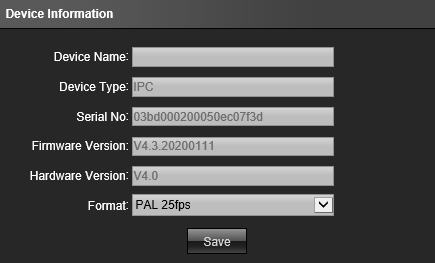 Device Information
Device Name:
Device Type: IPC
Serial No: 03bd000200050ec07f3d
Firmware Version: V4.3.20200111
Hardware Version: V4.0
Format: PAL 25fps
Save